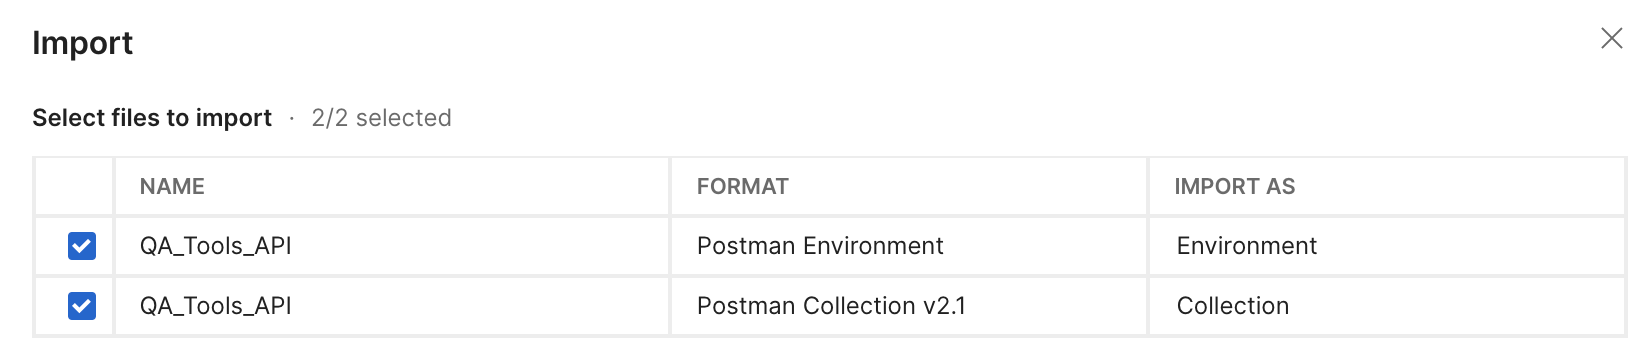 Import
Select files to import · 2/2 selected
NAME FORMAT IMPORT AS
QA_Tools_API Postman Environment Environment
QA_Tools_API Postman Collection v2.1 Collection